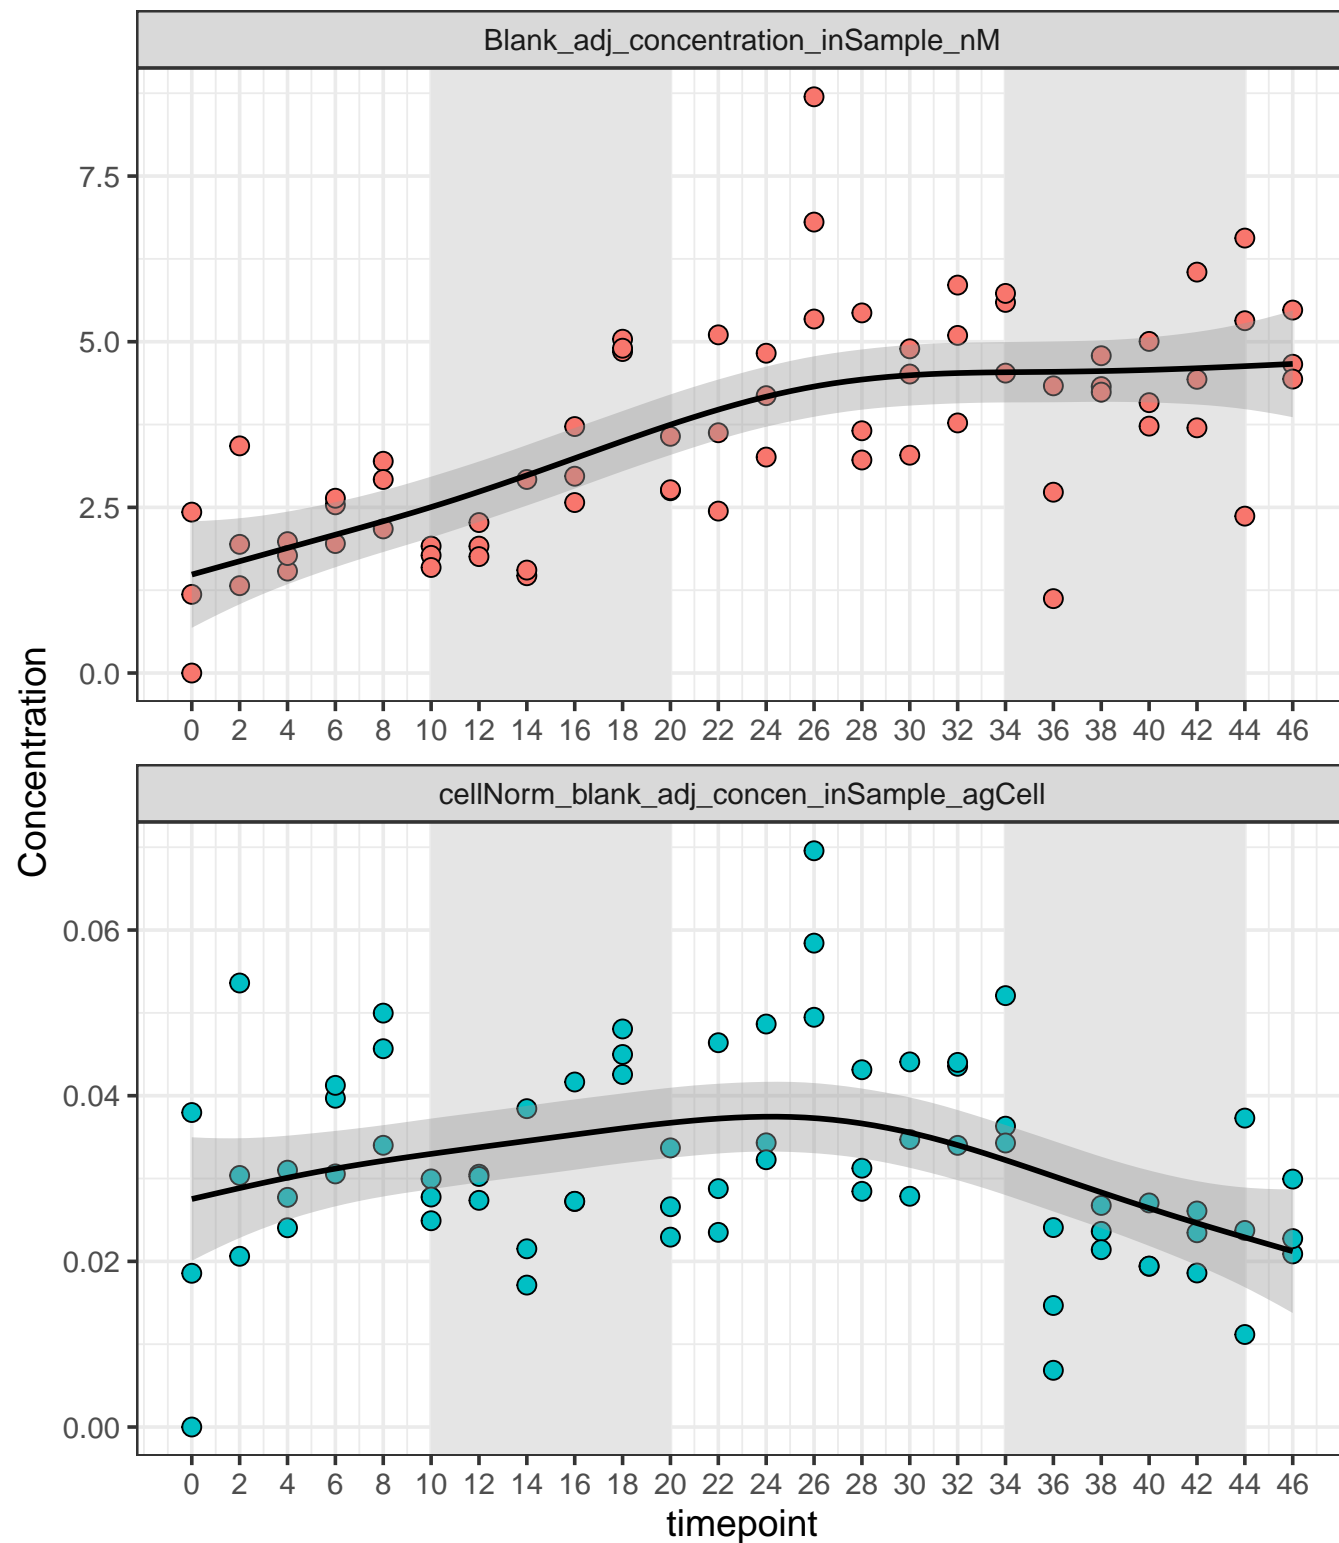 Blank_adj_concentration_inSample_nM
7.5
5.0
2.5
0.0
0 2 4 6 8 10 12 14 16 18 20 22 24 26 28 30 32 34 36 38 40 42 44 46
Concentration
cellNorm_blank_adj_concen_inSample_agCell
0.06
0.04
0.02
0.00
0 2 4 6 8 10 12 14 16 18 20 22 24 26 28 30 32 34 36 38 40 42 44 46
timepoint